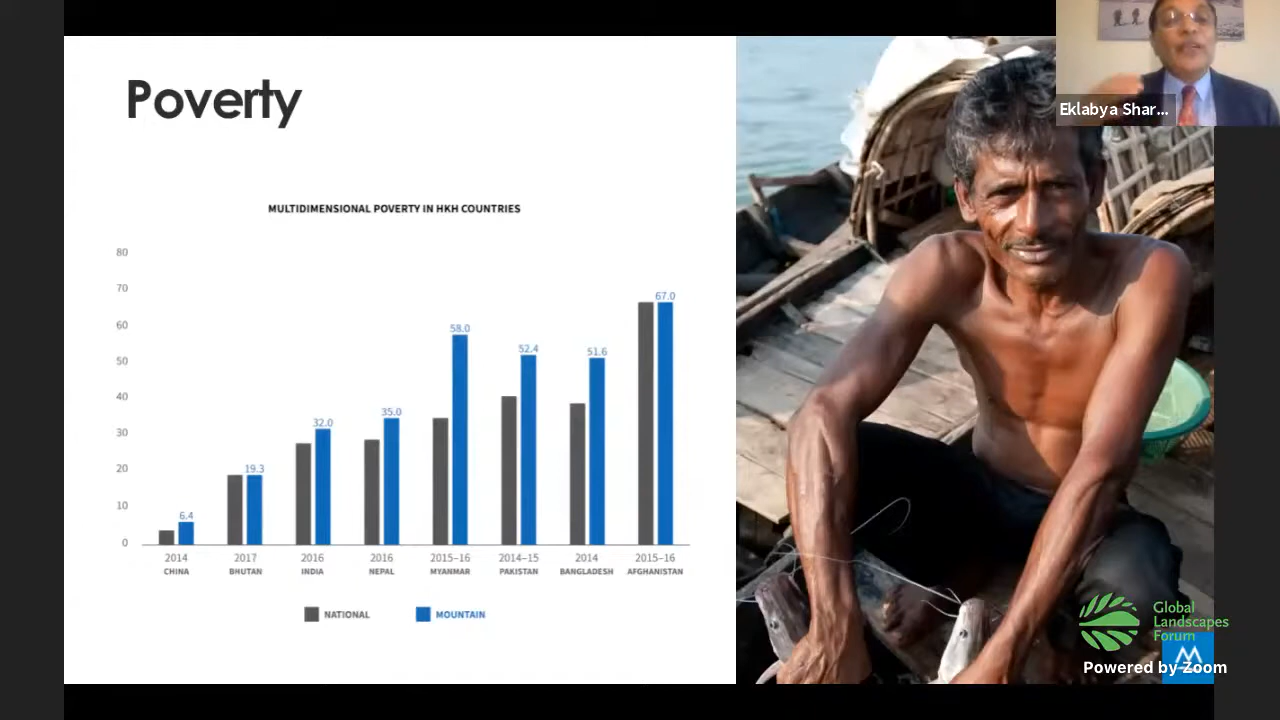 Poverty
MULTIDIMENSIONAL POVERTY IN HKH COUNTRIES
80
70
60
50
40
30
20
10
0
6.4
19.3
32.0
35.0
58.0
52.4
51.6
67.0
2014 2017 2016 2016 2015–16 2014–15 2014 2015–16
CHINA BHUTAN INDIA NEPAL MYANMAR PAKISTAN BANGLADESH AFGHANISTAN
NATIONAL MOUNTAIN
Eklabya Shar...
Global
Landscapes
Forum
Powered by Zoom